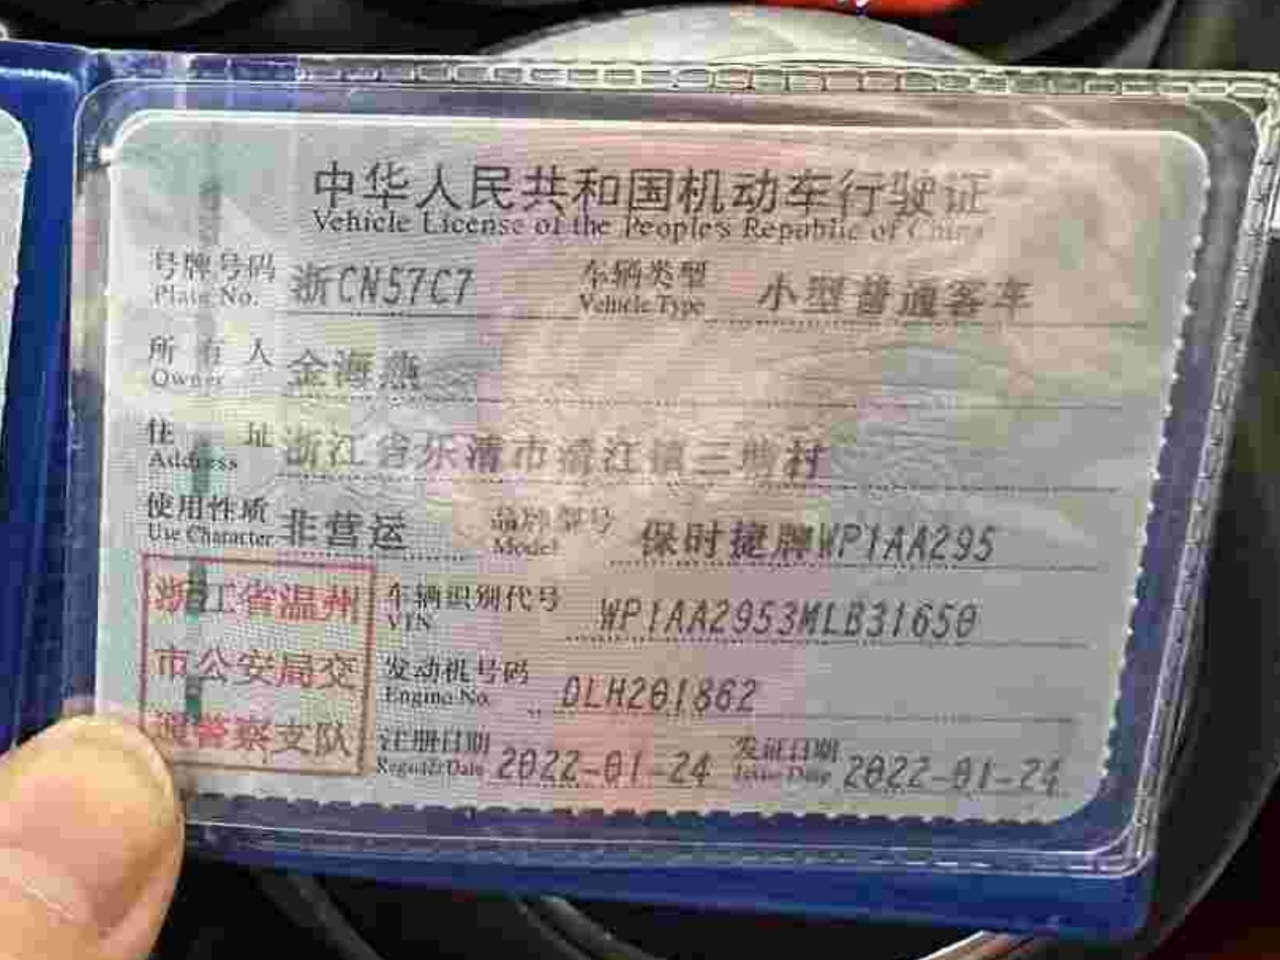 中华人民共和国机动车行驶证
Vehicle License of the People's Republic of China
号牌号码 浙CN57C7 车辆类型 小型普通客车
Plate No. Vehicle Type
所有人 金海燕
Owner
住址 浙江省乐清市清江镇三塘村
Address
使用性质 非营运 品牌型号 保时捷牌WP1AA295
Use Character Model
浙江省温州
市公安局交
通警察支队
车辆识别代号 WP1AA2953MLB31650
VIN
发动机号码 DLH201862
Engine No.
注册日期 2022-01-24 发证日期 2022-01-24
Register Date Issue Date